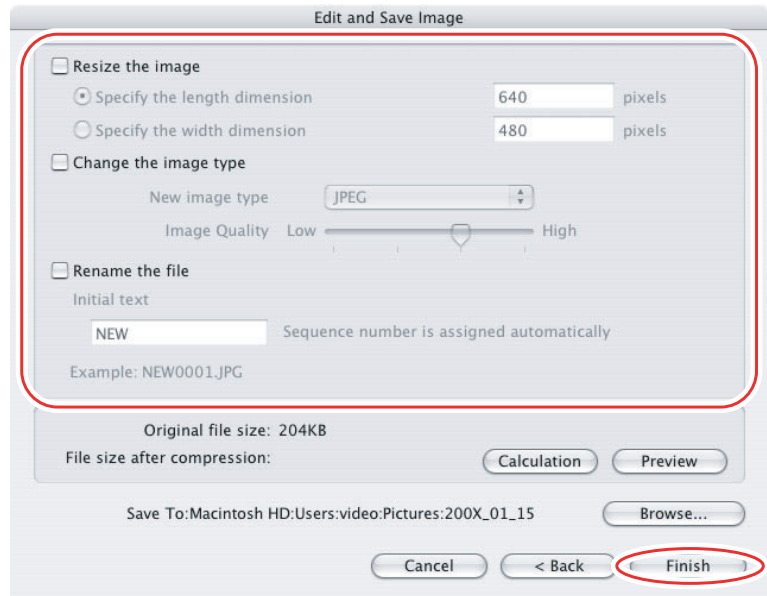 Edit and Save Image
Resize the image
Specify the length dimension 640 pixels
Specify the width dimension 480 pixels
Change the image type
New image type JPEG
Image Quality Low High
Rename the file
Initial text
NEW Sequence number is assigned automatically
Example: NEW0001.JPG
Original file size: 204KB
File size after compression: Calculation Preview
Save To:Macintosh HD:Users:video:Pictures:200X_01_15 Browse...
Cancel < Back Finish